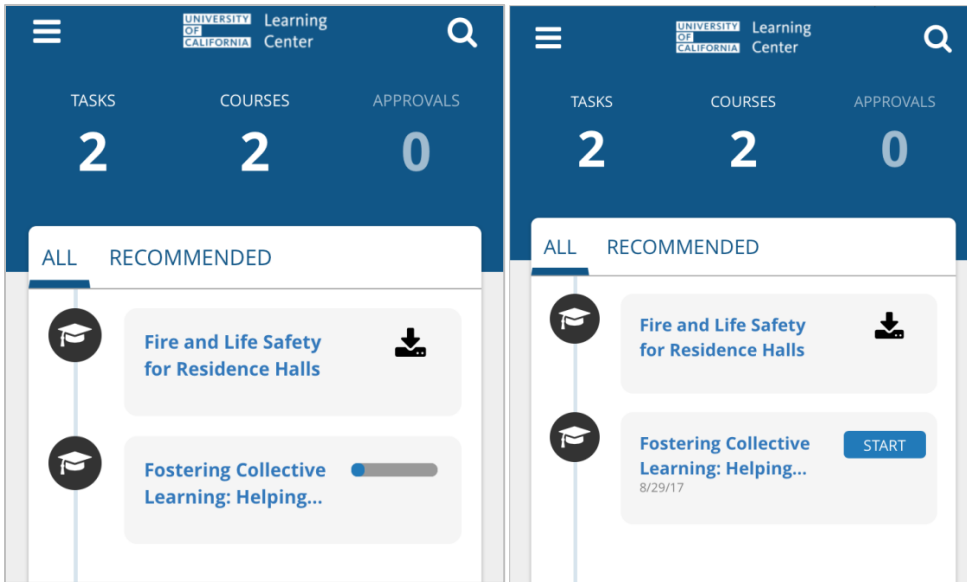 UNIVERSITY
OF
CALIFORNIA
Learning
Center
TASKS COURSES APPROVALS
2 2 0
ALL RECOMMENDED
Fire and Life Safety
for Residence Halls
Fostering Collective
Learning: Helping...
UNIVERSITY
OF
CALIFORNIA
Learning
Center
TASKS COURSES APPROVALS
2 2 0
ALL RECOMMENDED
Fire and Life Safety
for Residence Halls
Fostering Collective
Learning: Helping...
START
8/29/17